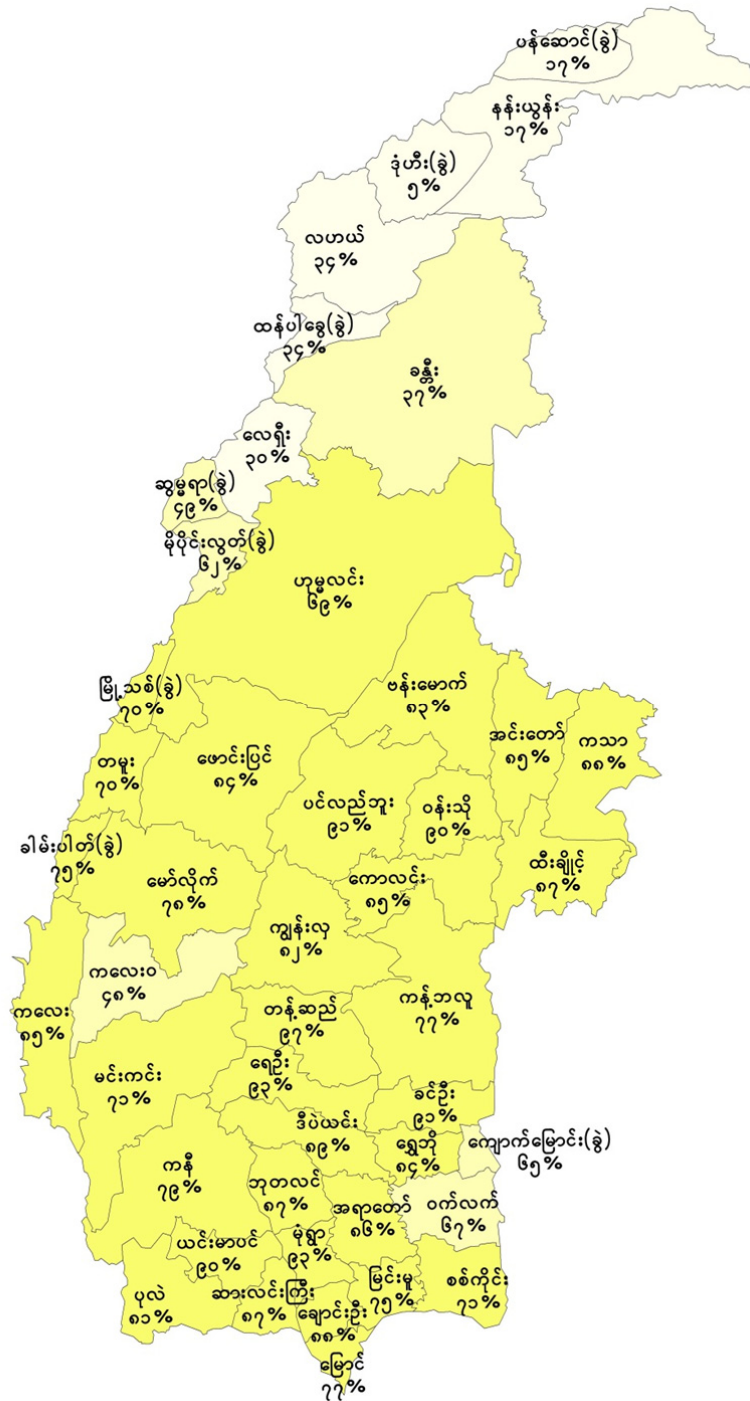 ပန်ဆောင်(ခွဲ)
၁၇%
နန်းယွန်း
၁၇%
ဒုံဟီး(ခွဲ)
၅%
လဟယ်
၃၄%
ထန်ပါခွေ(ခွဲ)
၃၄%
ခန္တီး
၃၇%
လေရှီး
၃၀%
ဆွမ္မရာ(ခွဲ)
၄၉%
မိုပိုင်းလွတ်(ခွဲ)
၆၂%
ဟုမ္မလင်း
၆၉%
မြို့သစ်(ခွဲ)
၇၀%
ဗန်းမောက်
၈၃%
အင်းတော်
၈၅%
ကသာ
၈၈%
တမူး
၇၀%
ဖောင်းပြင်
၈၄%
ပင်လည်ဘူး
၉၁%
ဝန်းသို
၉၀%
ခါမ်းပါတ်(ခွဲ)
၇၅%
မော်လိုက်
၇၈%
ကောလင်း
၈၅%
ထီးချိုင့်
၈၇%
ကျွန်းလှ
၈၂%
ကလေးဝ
၄၈%
ကလေး
၈၅%
တန့်ဆည်
၉၇%
ကန့်ဘလူ
၇၇%
မင်းကင်း
၇၁%
ရေဦး
၉၃%
ခင်ဦး
၉၁%
ဒီပဲယင်း
၈၉%
ရွှေဘို
၈၄%
ကျောက်မြောင်း(ခွဲ)
၆၅%
ကနီ
၇၉%
ဘုတလင်
၈၇%
အရာတော်
၈၆%
ဝက်လက်
၆၇%
ယင်းမာပင်
၉၀%
မုံရွာ
၉၃%
ပုလဲ
၈၁%
ဆားလင်းကြီး
၈၇%
ချောင်းဦး
၈၈%
မြင်းမူ
၇၅%
စစ်ကိုင်း
၇၁%
မြောင်
၇၇%